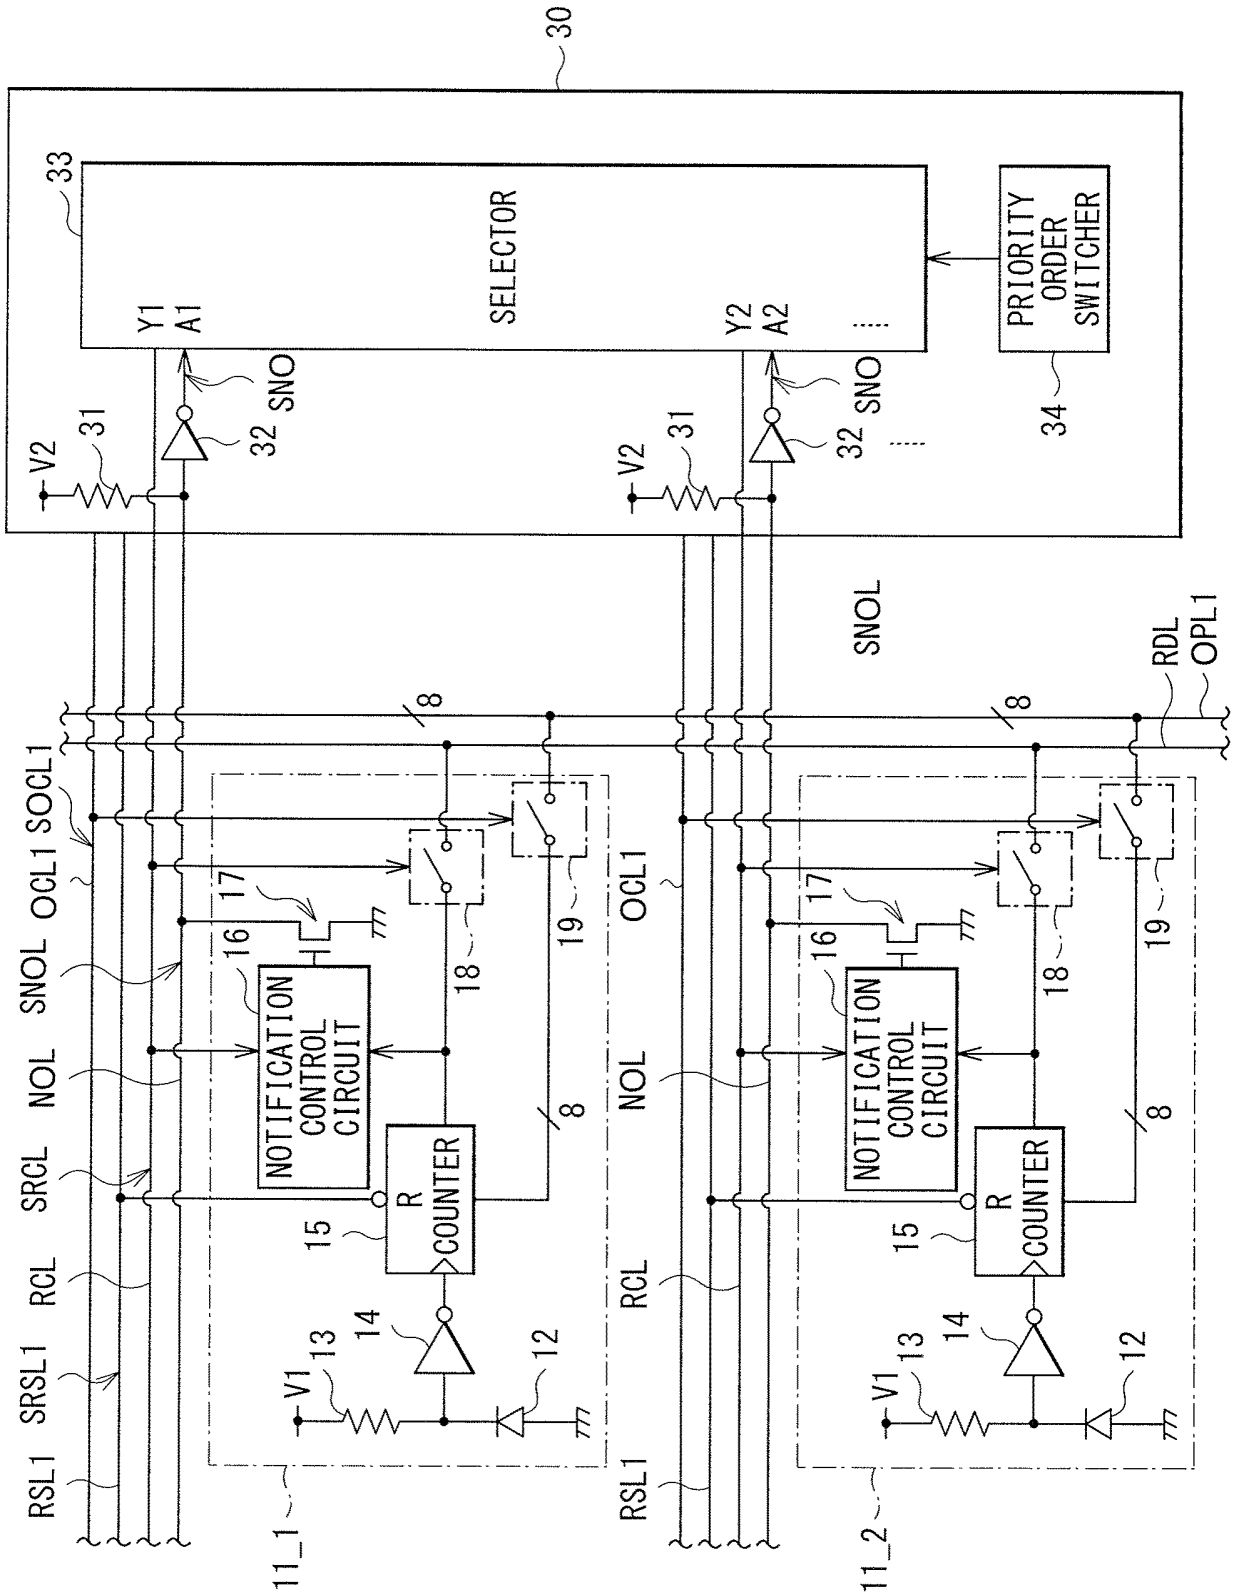 RSL1
SRSL1
RCL
SRCL
NOL
SNOL
OCL1
SOCL1
V2
31
32
SNO
33
30
Y1
A1
SELECTOR
Y2
A2
.....
PRIORITY
ORDER
SWITCHER
34
V2
31
32
SNO
.....
SNOL
RDL
OPL1
8
8
11_1
V1
13
12
14
15
R
COUNTER
16
NOTIFICATION
CONTROL
CIRCUIT
17
18
19
8
RSL1
RCL
NOL
OCL1
11_2
V1
13
12
14
15
R
COUNTER
16
NOTIFICATION
CONTROL
CIRCUIT
17
18
19
8